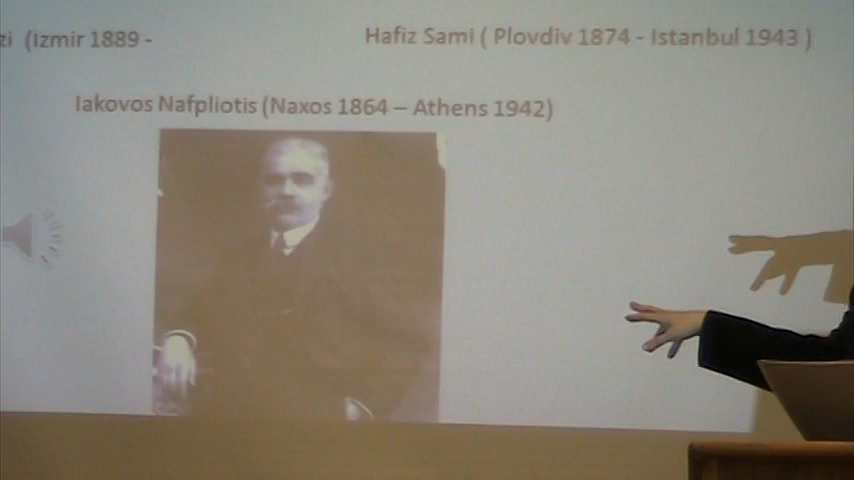 zi (Izmir 1889 - Hafiz Sami ( Plovdiv 1874 - Istanbul 1943 )
Iakovos Nafpliotis (Naxos 1864 – Athens 1942)